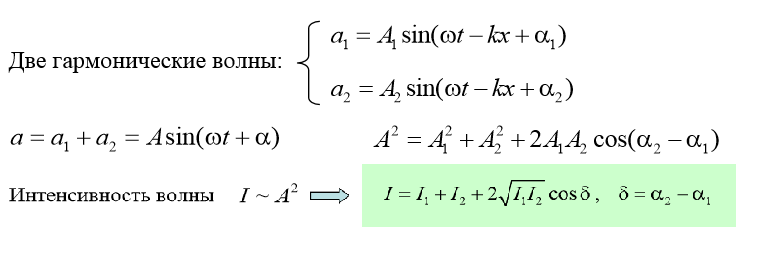 Две гармонические волны:
a₁ = A₁ sin(ωt − kx + α₁)
a₂ = A₂ sin(ωt − kx + α₂)
a = a₁ + a₂ = A sin(ωt + α) A² = A₁² + A₂² + 2A₁A₂ cos(α₂ − α₁)
Интенсивность волны I ~ A² ⇒ I = I₁ + I₂ + 2√(I₁I₂) cos δ , δ = α₂ − α₁